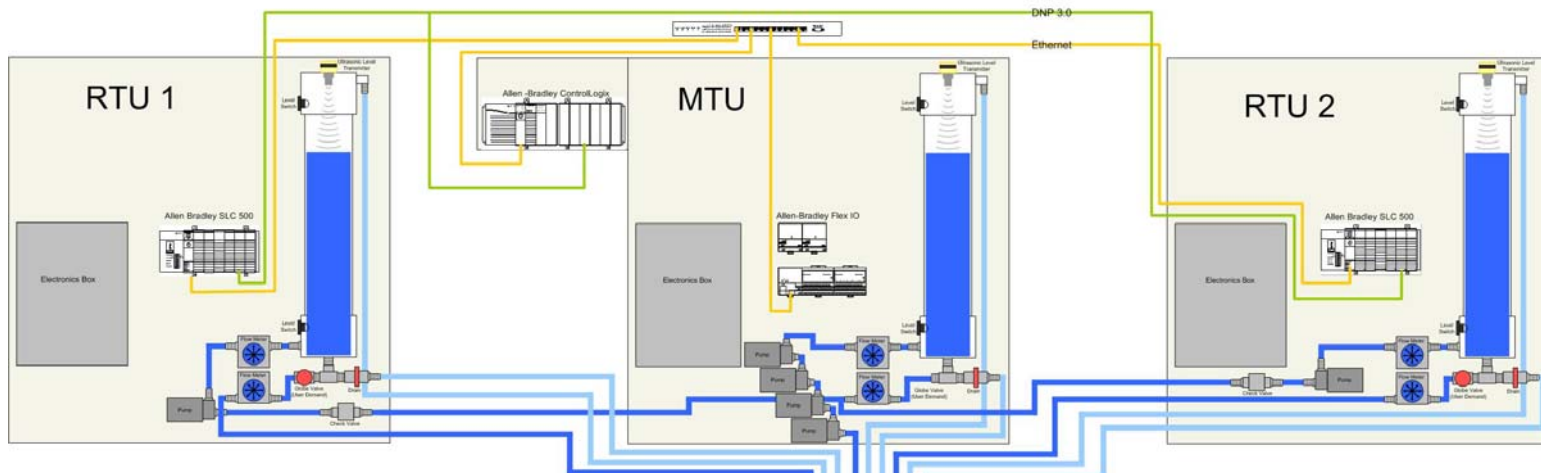 DNP 3.0
Ethernet
RTU 1
Ultrasonic Level
Transmitter
Level
Switch
Allen Bradley SLC 500
Electronics Box
Level
Switch
Flow Meter
Flow Meter
Globe Valve
(User Demand)
Drain
Pump
Check Valve
Allen -Bradley ControlLogix
MTU
Ultrasonic Level
Transmitter
Level
Switch
Allen-Bradley Flex IO
Electronics Box
Level
Switch
Pump
Pump
Pump
Pump
Flow Meter
Flow Meter
Globe Valve
(User Demand)
Drain
RTU 2
Ultrasonic Level
Transmitter
Level
Switch
Allen Bradley SLC 500
Electronics Box
Level
Switch
Flow Meter
Flow Meter
Pump
Check Valve
Globe Valve
(User Demand)
Drain